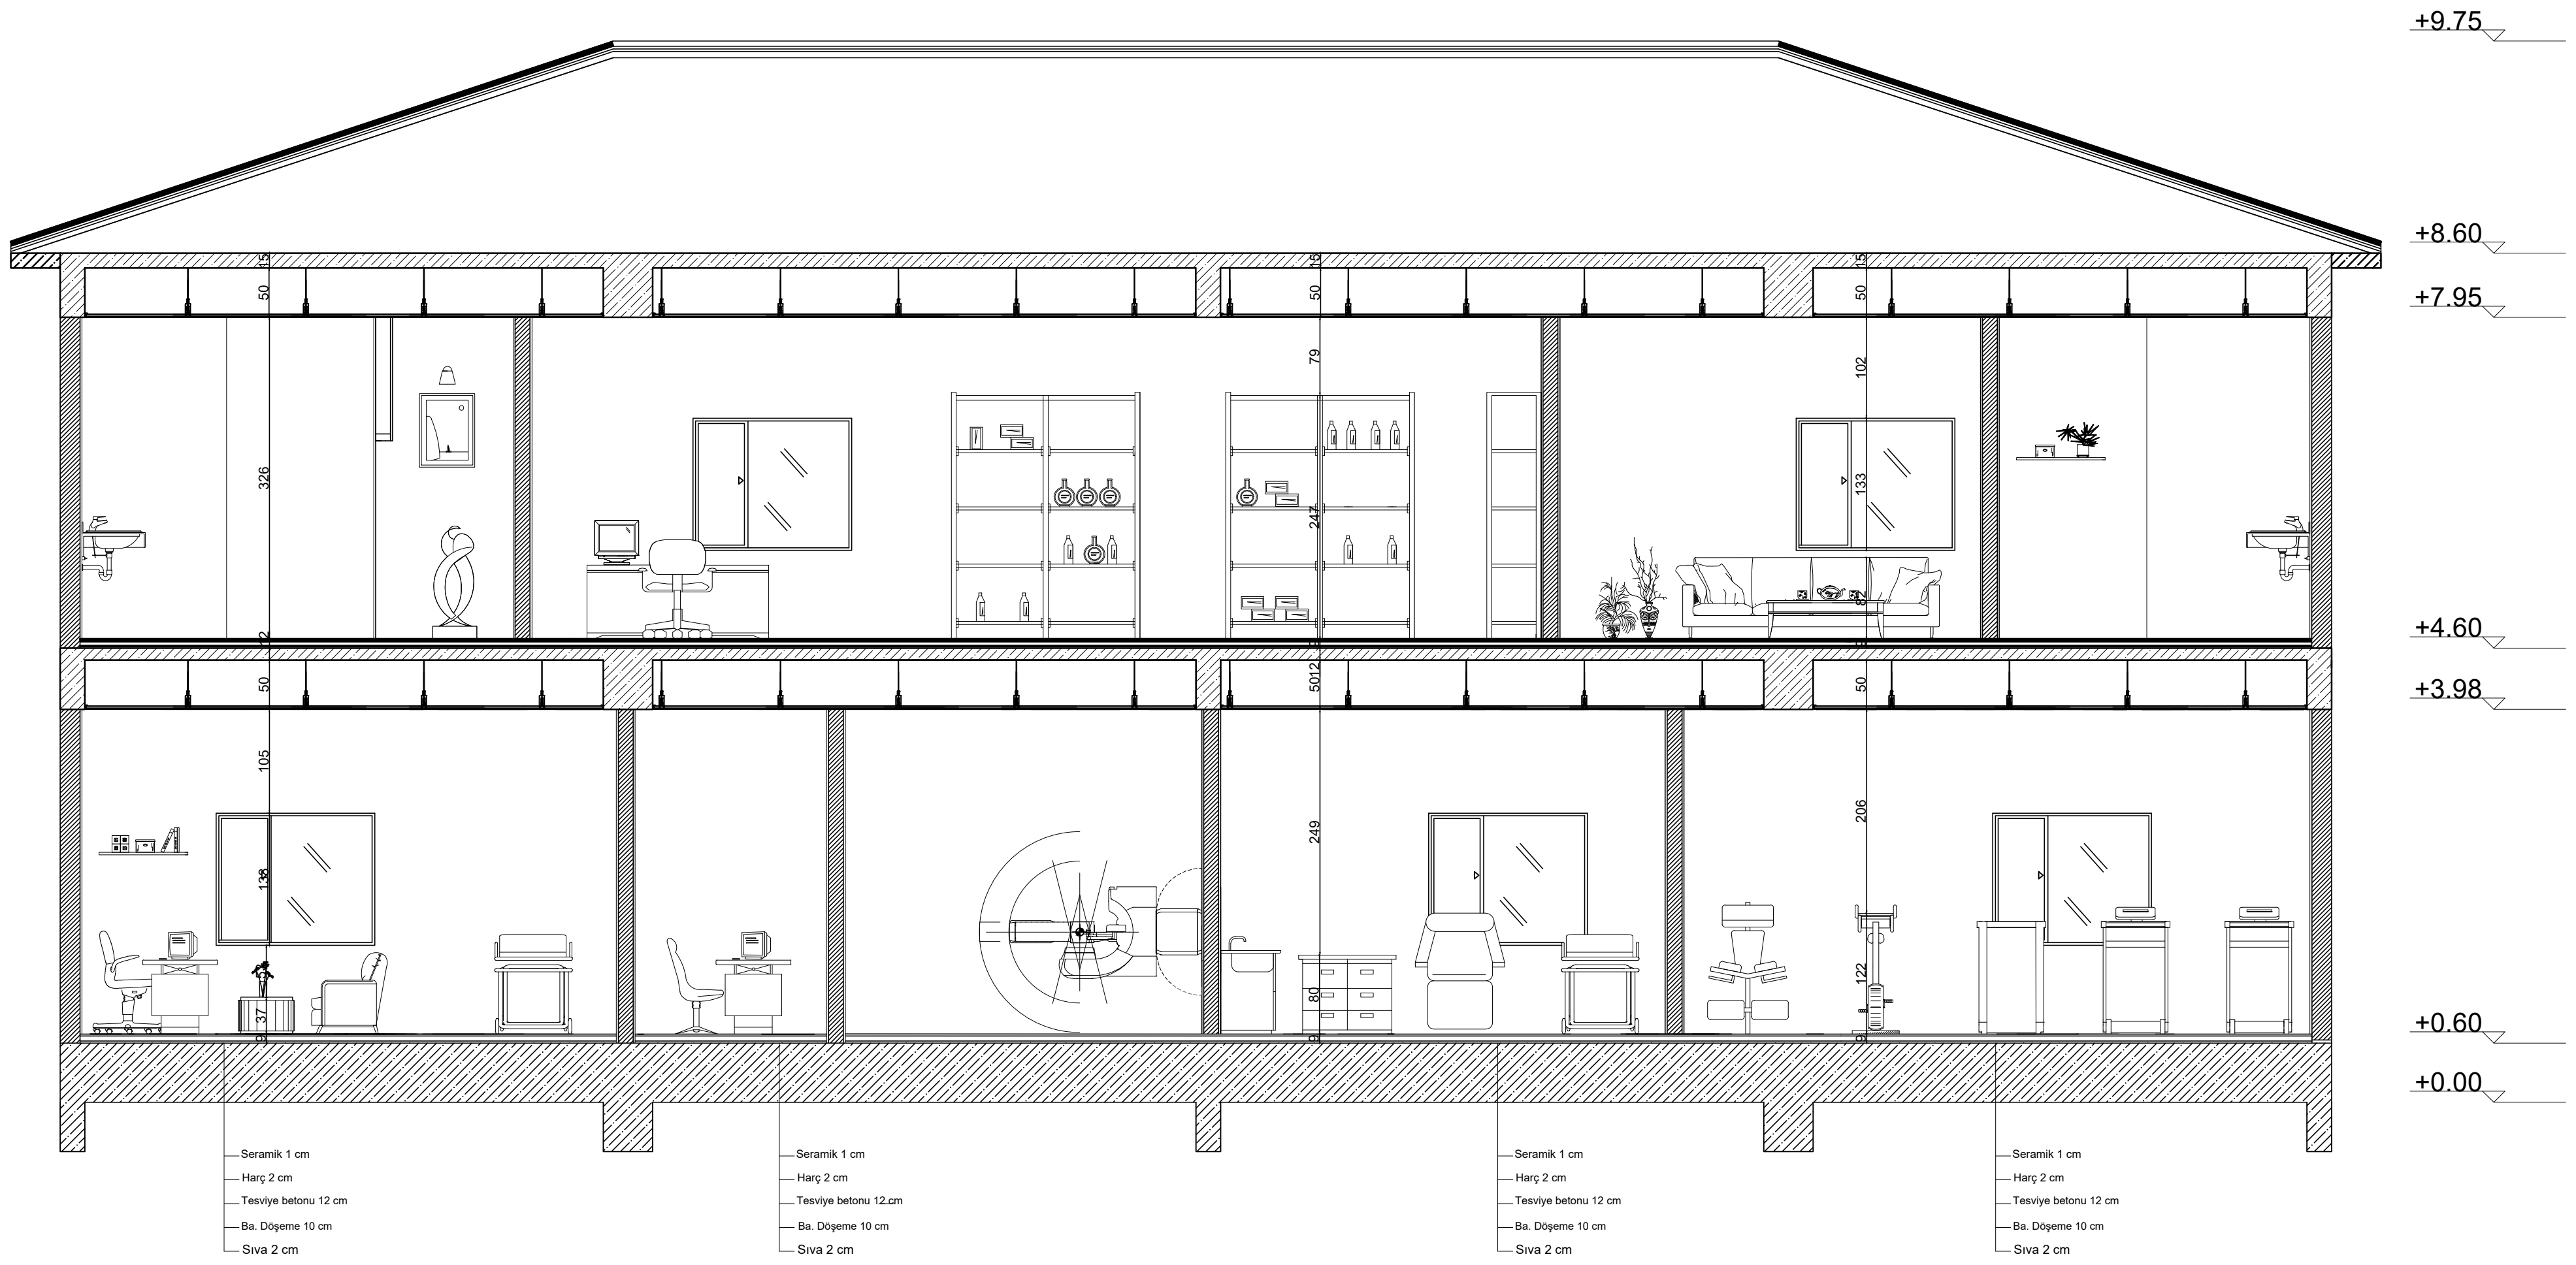 +9.75
+8.60
+7.95
+4.60
+3.98
+0.60
+0.00
15
50
326
12
50
105
138
37
9
15
50
79
247
5012
249
80
9
15
50
102
133
82
50
206
122
9
Seramik 1 cm
Harç 2 cm
Tesviye betonu 12 cm
Ba. Döşeme 10 cm
Sıva 2 cm
Seramik 1 cm
Harç 2 cm
Tesviye betonu 12 cm
Ba. Döşeme 10 cm
Sıva 2 cm
Seramik 1 cm
Harç 2 cm
Tesviye betonu 12 cm
Ba. Döşeme 10 cm
Sıva 2 cm
Seramik 1 cm
Harç 2 cm
Tesviye betonu 12 cm
Ba. Döşeme 10 cm
Sıva 2 cm